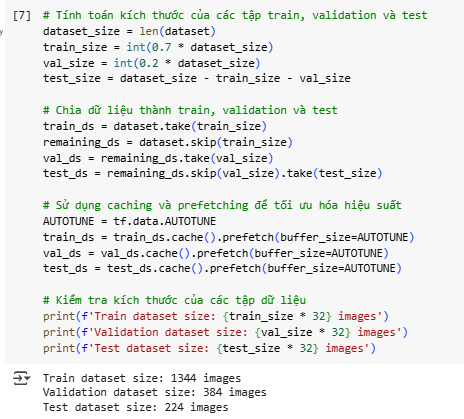 [7] # Tính toán kích thước của các tập train, validation và test
dataset_size = len(dataset)
train_size = int(0.7 * dataset_size)
val_size = int(0.2 * dataset_size)
test_size = dataset_size - train_size - val_size

# Chia dữ liệu thành train, validation và test
train_ds = dataset.take(train_size)
remaining_ds = dataset.skip(train_size)
val_ds = remaining_ds.take(val_size)
test_ds = remaining_ds.skip(val_size).take(test_size)

# Sử dụng caching và prefetching để tối ưu hóa hiệu suất
AUTOTUNE = tf.data.AUTOTUNE
train_ds = train_ds.cache().prefetch(buffer_size=AUTOTUNE)
val_ds = val_ds.cache().prefetch(buffer_size=AUTOTUNE)
test_ds = test_ds.cache().prefetch(buffer_size=AUTOTUNE)

# Kiểm tra kích thước của các tập dữ liệu
print(f'Train dataset size: {train_size * 32} images')
print(f'Validation dataset size: {val_size * 32} images')
print(f'Test dataset size: {test_size * 32} images')

Train dataset size: 1344 images
Validation dataset size: 384 images
Test dataset size: 224 images